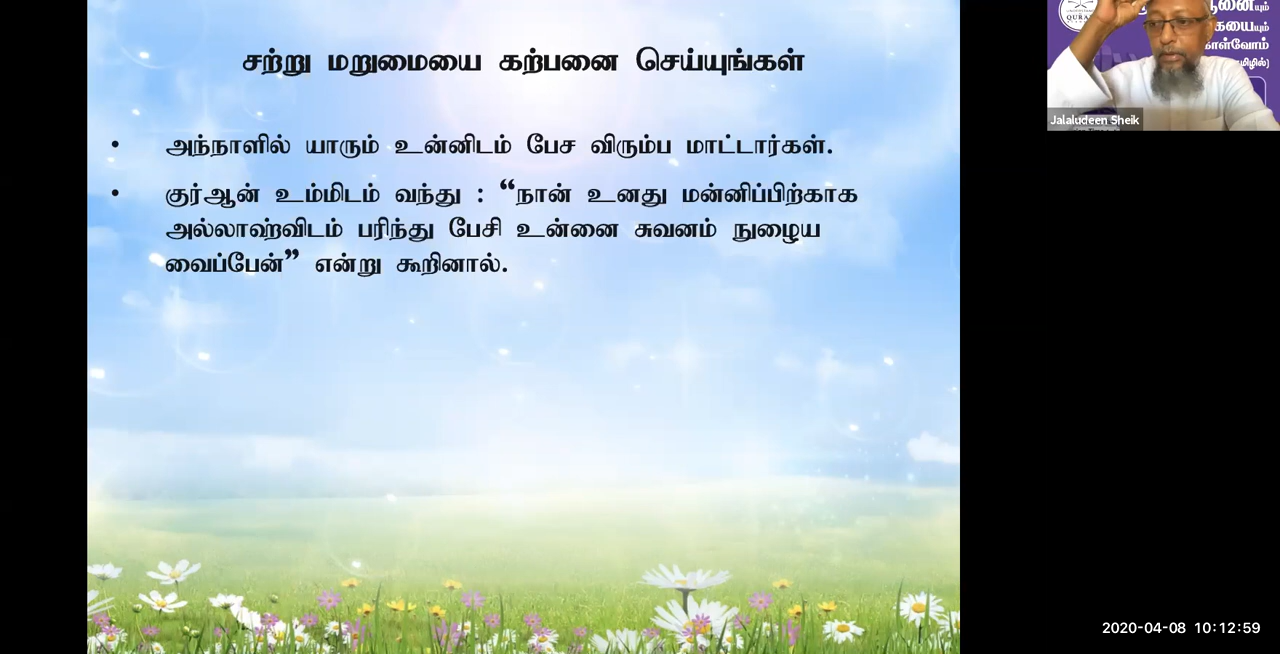 சற்று மறுமையை கற்பனை செய்யுங்கள்
• அந்நாளில் யாரும் உன்னிடம் பேச விரும்ப மாட்டார்கள்.
• குர்ஆன் உம்மிடம் வந்து : “நான் உனது மன்னிப்பிற்காக
அல்லாஹ்விடம் பரிந்து பேசி உன்னை சுவனம் நுழைய
வைப்பேன்” என்று கூறினால்.
QURAN
Jalaludeen Sheik
2020-04-08 10:12:59